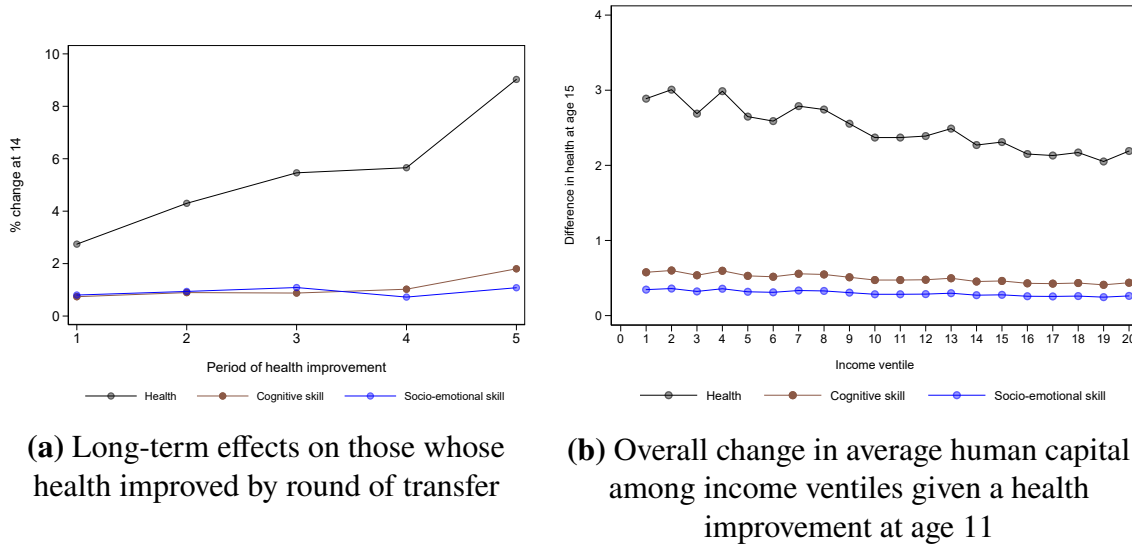 10
8
6
4
2
0
% change at 14
1 2 3 4 5
Period of health improvement
Health Cognitive skill Socio-emotional skill
(a) Long-term effects on those whose
health improved by round of transfer
4
3
2
1
0
Difference in health at age 15
0 1 2 3 4 5 6 7 8 9 10 11 12 13 14 15 16 17 18 19 20
Income ventile
Health Cognitive skill Socio-emotional skill
(b) Overall change in average human capital
among income ventiles given a health
improvement at age 11